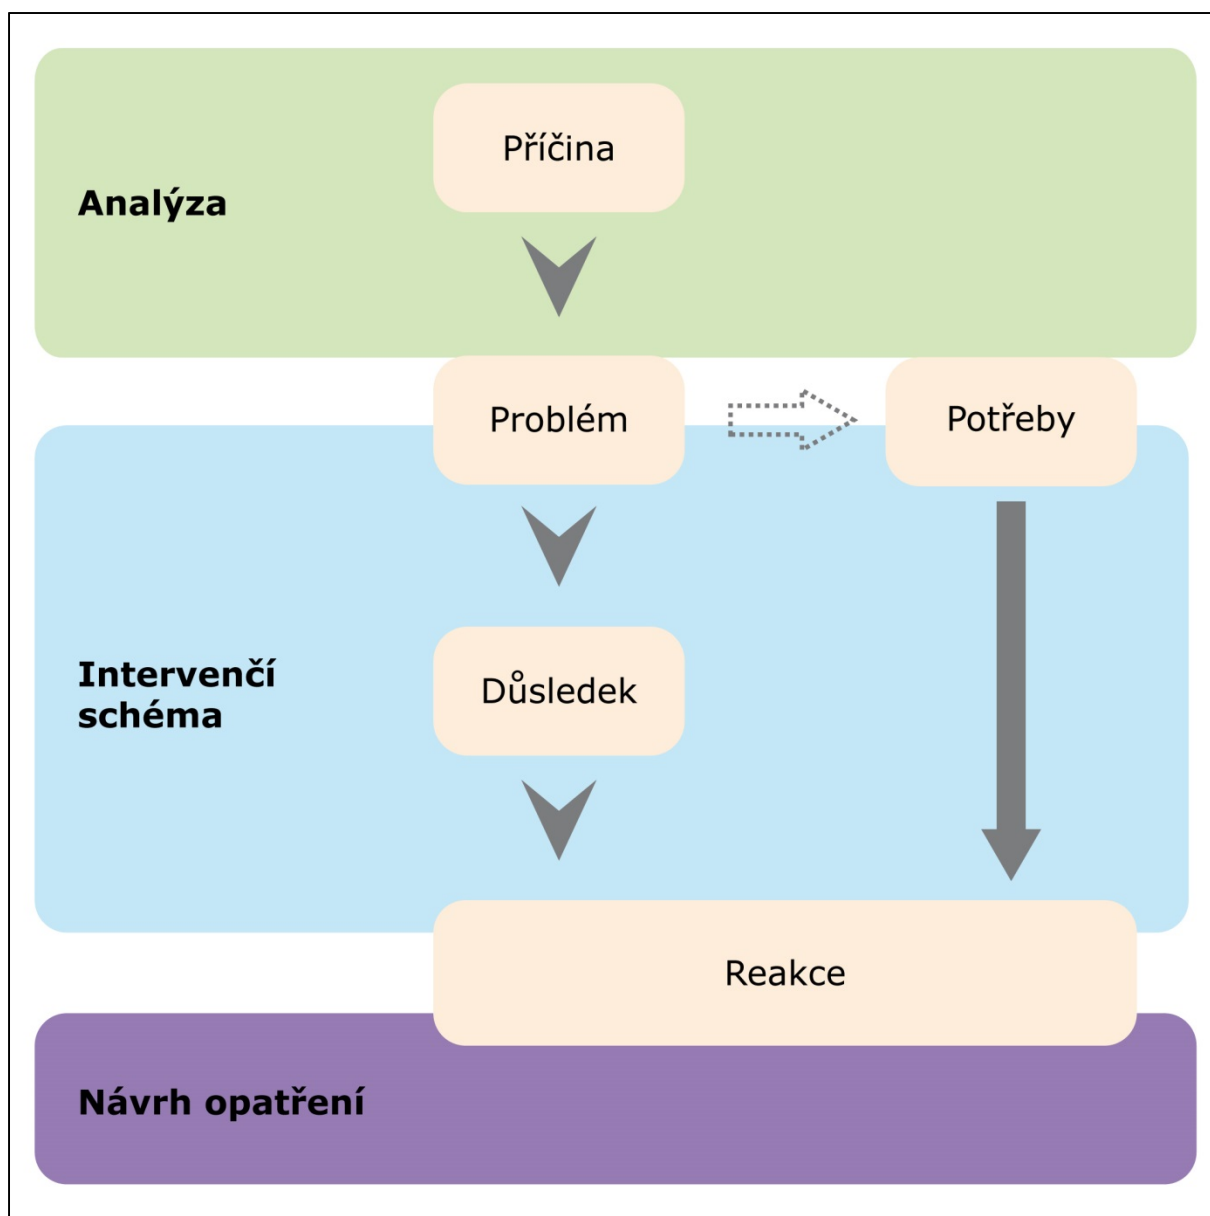 Příčina
Analýza
Problém
Potřeby
Důsledek
Intervenčí
schéma
Reakce
Návrh opatření